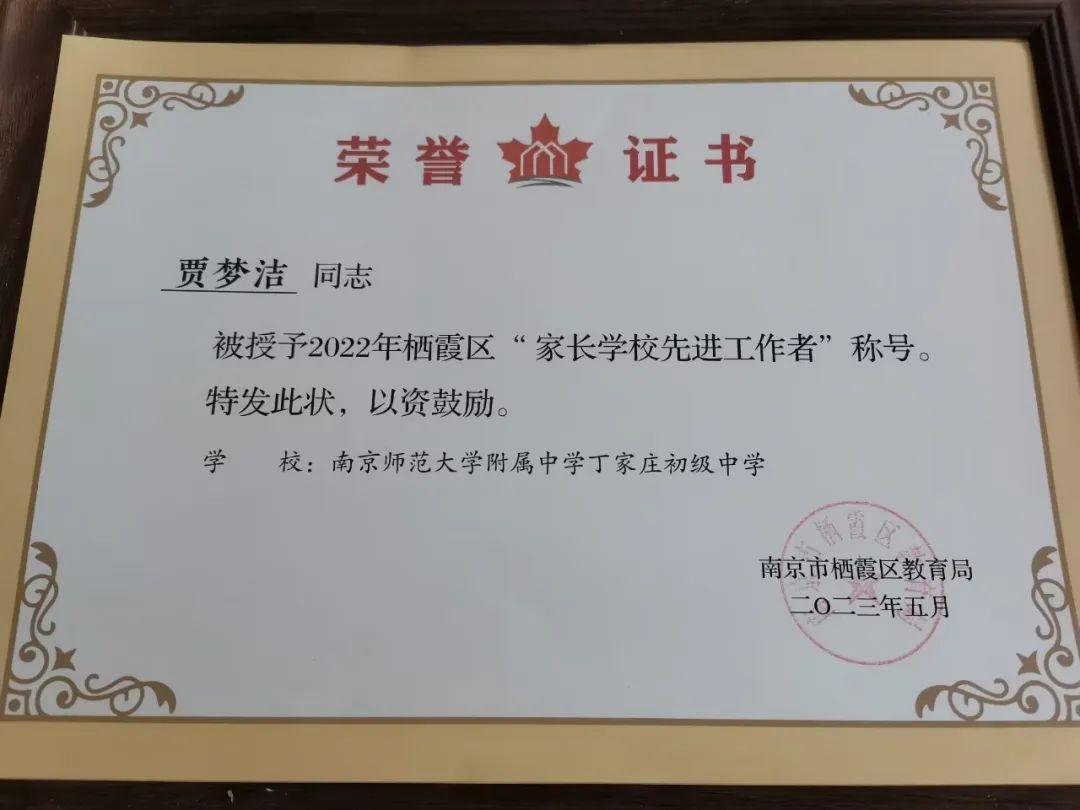 荣誉证书
贾梦洁 同志
被授予2022年栖霞区“家长学校先进工作者”称号。
特发此状，以资鼓励。
学 校：南京师范大学附属中学丁家庄初级中学
南京市栖霞区教育局
二〇二三年五月